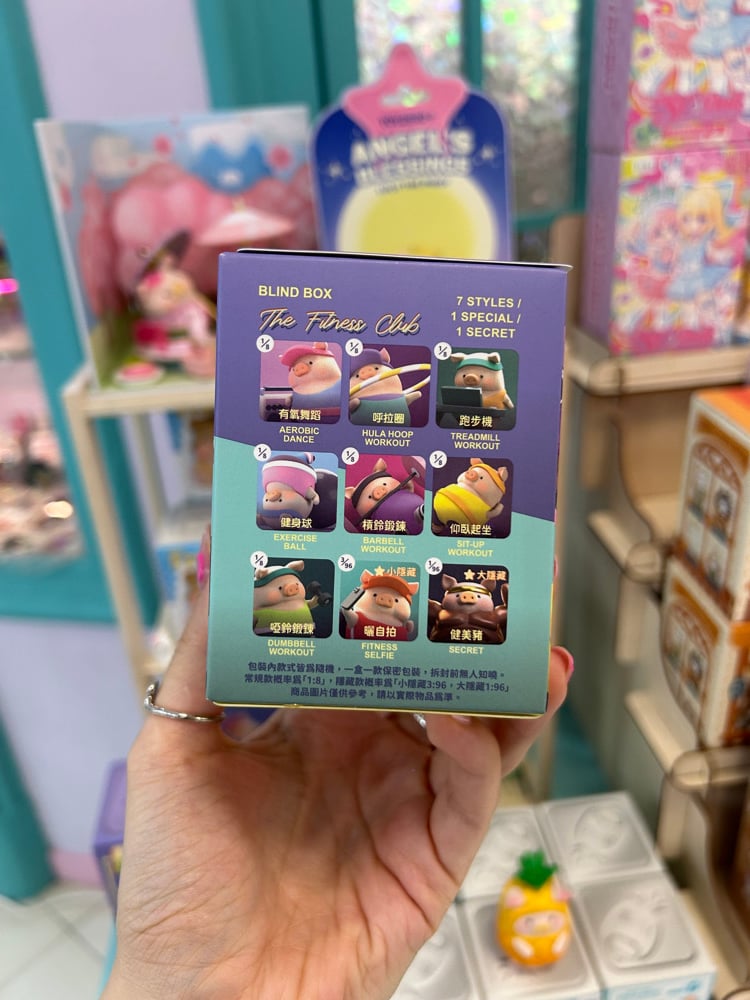 ANGEL'S
BLESSINGS
BLIND BOX
The Fitness Club
7 STYLES /
1 SPECIAL /
1 SECRET
1/8
有氧舞蹈
AEROBIC
DANCE
1/8
呼拉圈
HULA HOOP
WORKOUT
1/8
跑步機
TREADMILL
WORKOUT
1/8
健身球
EXERCISE
BALL
1/8
槓鈴鍛鍊
BARBELL
WORKOUT
1/8
仰臥起坐
SIT-UP
WORKOUT
1/8
啞鈴鍛鍊
DUMBBELL
WORKOUT
3/96
★小隱藏
曬自拍
FITNESS
SELFIE
1/96
★大隱藏
健美豬
SECRET
包裝內款式皆為隨機，一盒一款保密包裝，拆封前無人知曉。
常規款概率為「1:8」，隱藏款概率為「小隱藏3:96，大隱藏1:96」
商品圖片僅供參考，請以實際物品為準。